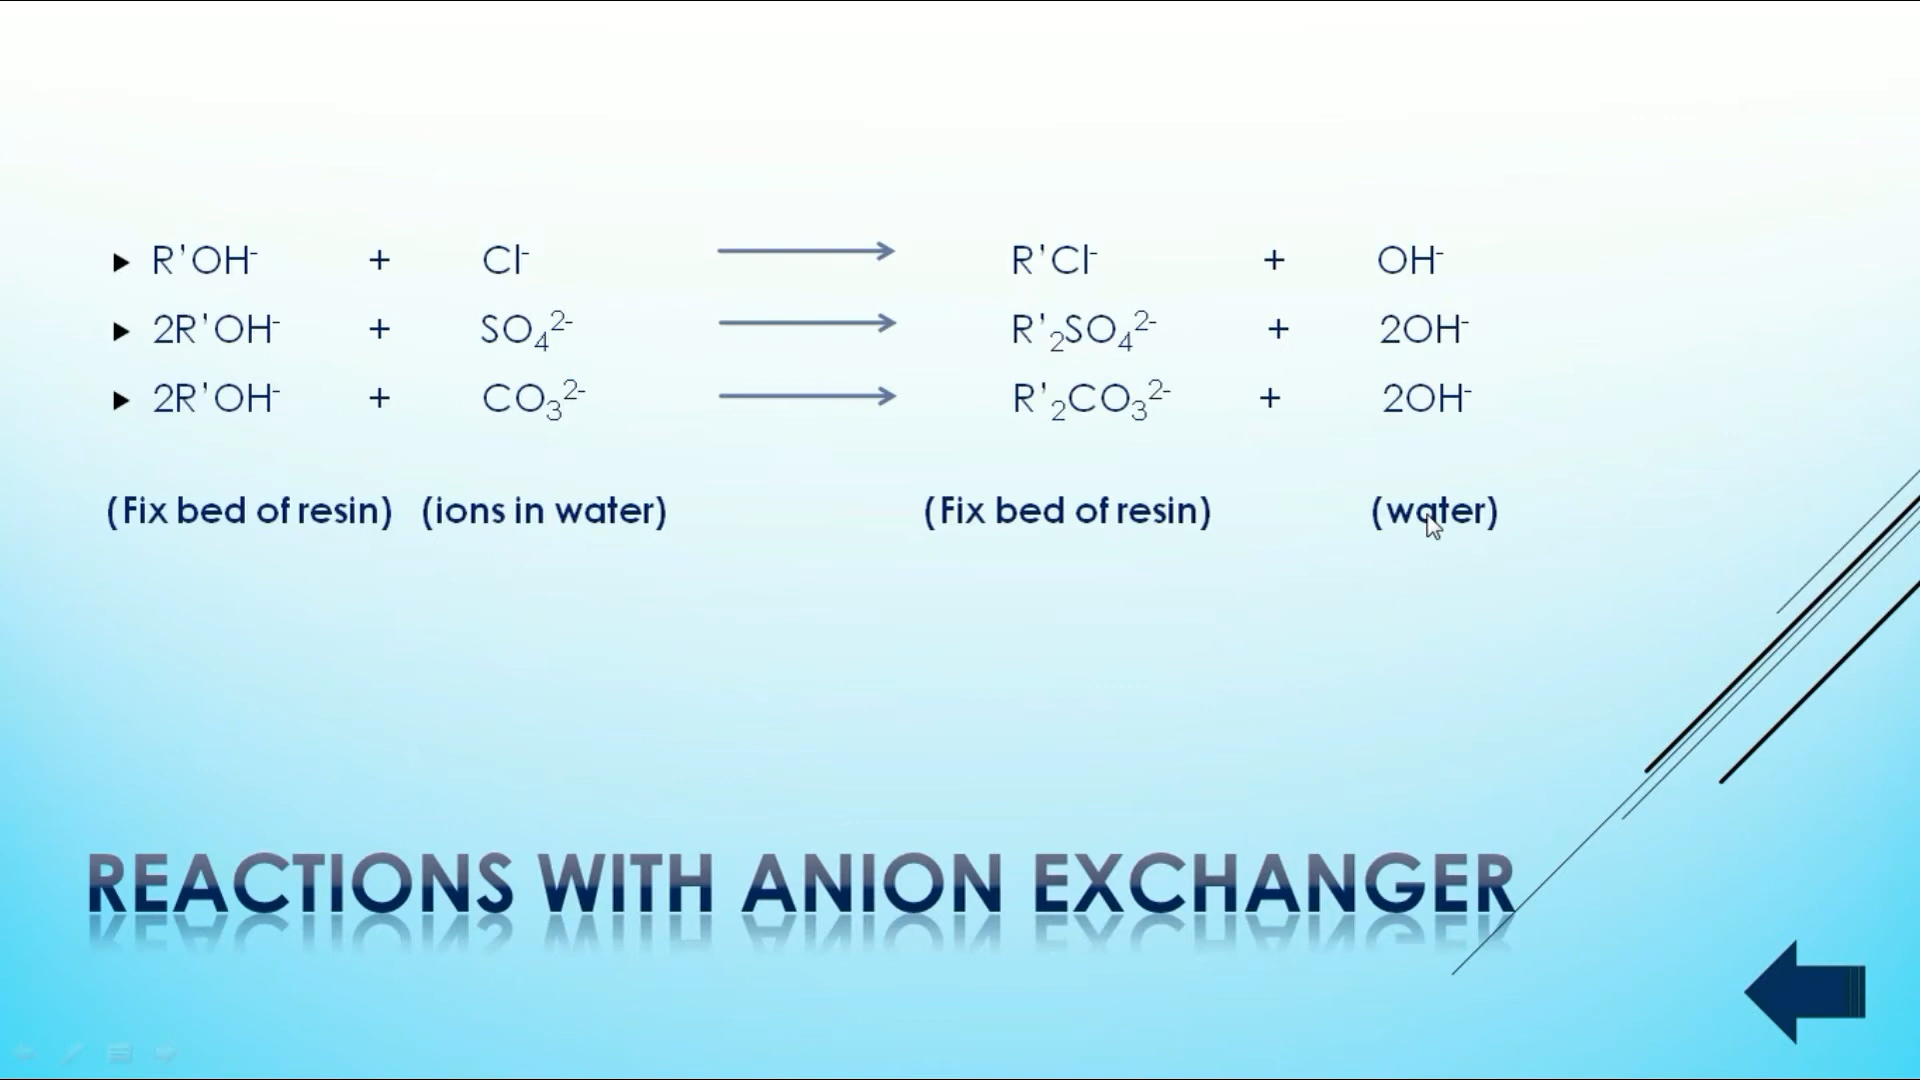 R'OH⁻ + Cl⁻ ⟶ R'Cl⁻ + OH⁻
2R'OH⁻ + SO₄²⁻ ⟶ R'₂SO₄²⁻ + 2OH⁻
2R'OH⁻ + CO₃²⁻ ⟶ R'₂CO₃²⁻ + 2OH⁻
(Fix bed of resin) (ions in water) (Fix bed of resin) (water)
REACTIONS WITH ANION EXCHANGER